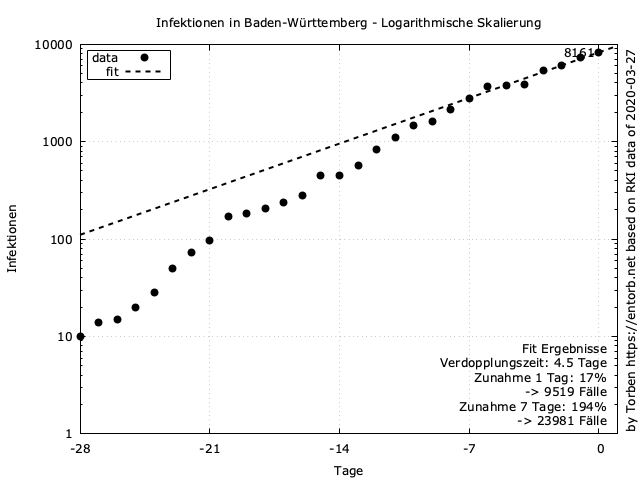 Infektionen in Baden-Württemberg - Logarithmische Skalierung
10000
1000
100
10
1
Infektionen
data
fit
8161
Fit Ergebnisse
Verdopplungszeit: 4.5 Tage
Zunahme 1 Tag: 17%
-> 9519 Fälle
Zunahme 7 Tage: 194%
-> 23981 Fälle
-28
-21
-14
-7
0
Tage
by Torben https://entorb.net based on RKI data of 2020-03-27